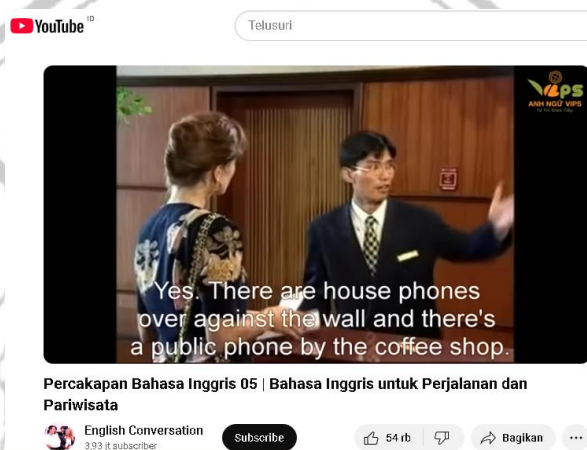 YouTube ID
Telusuri
VIPS
ANH NGỮ VIPS
Yes. There are house phones
over against the wall and there's
a public phone by the coffee shop.
Percakapan Bahasa Inggris 05 | Bahasa Inggris untuk Perjalanan dan
Pariwisata
English Conversation
3,93 jt subscriber
Subscribe
54 rb
Bagikan